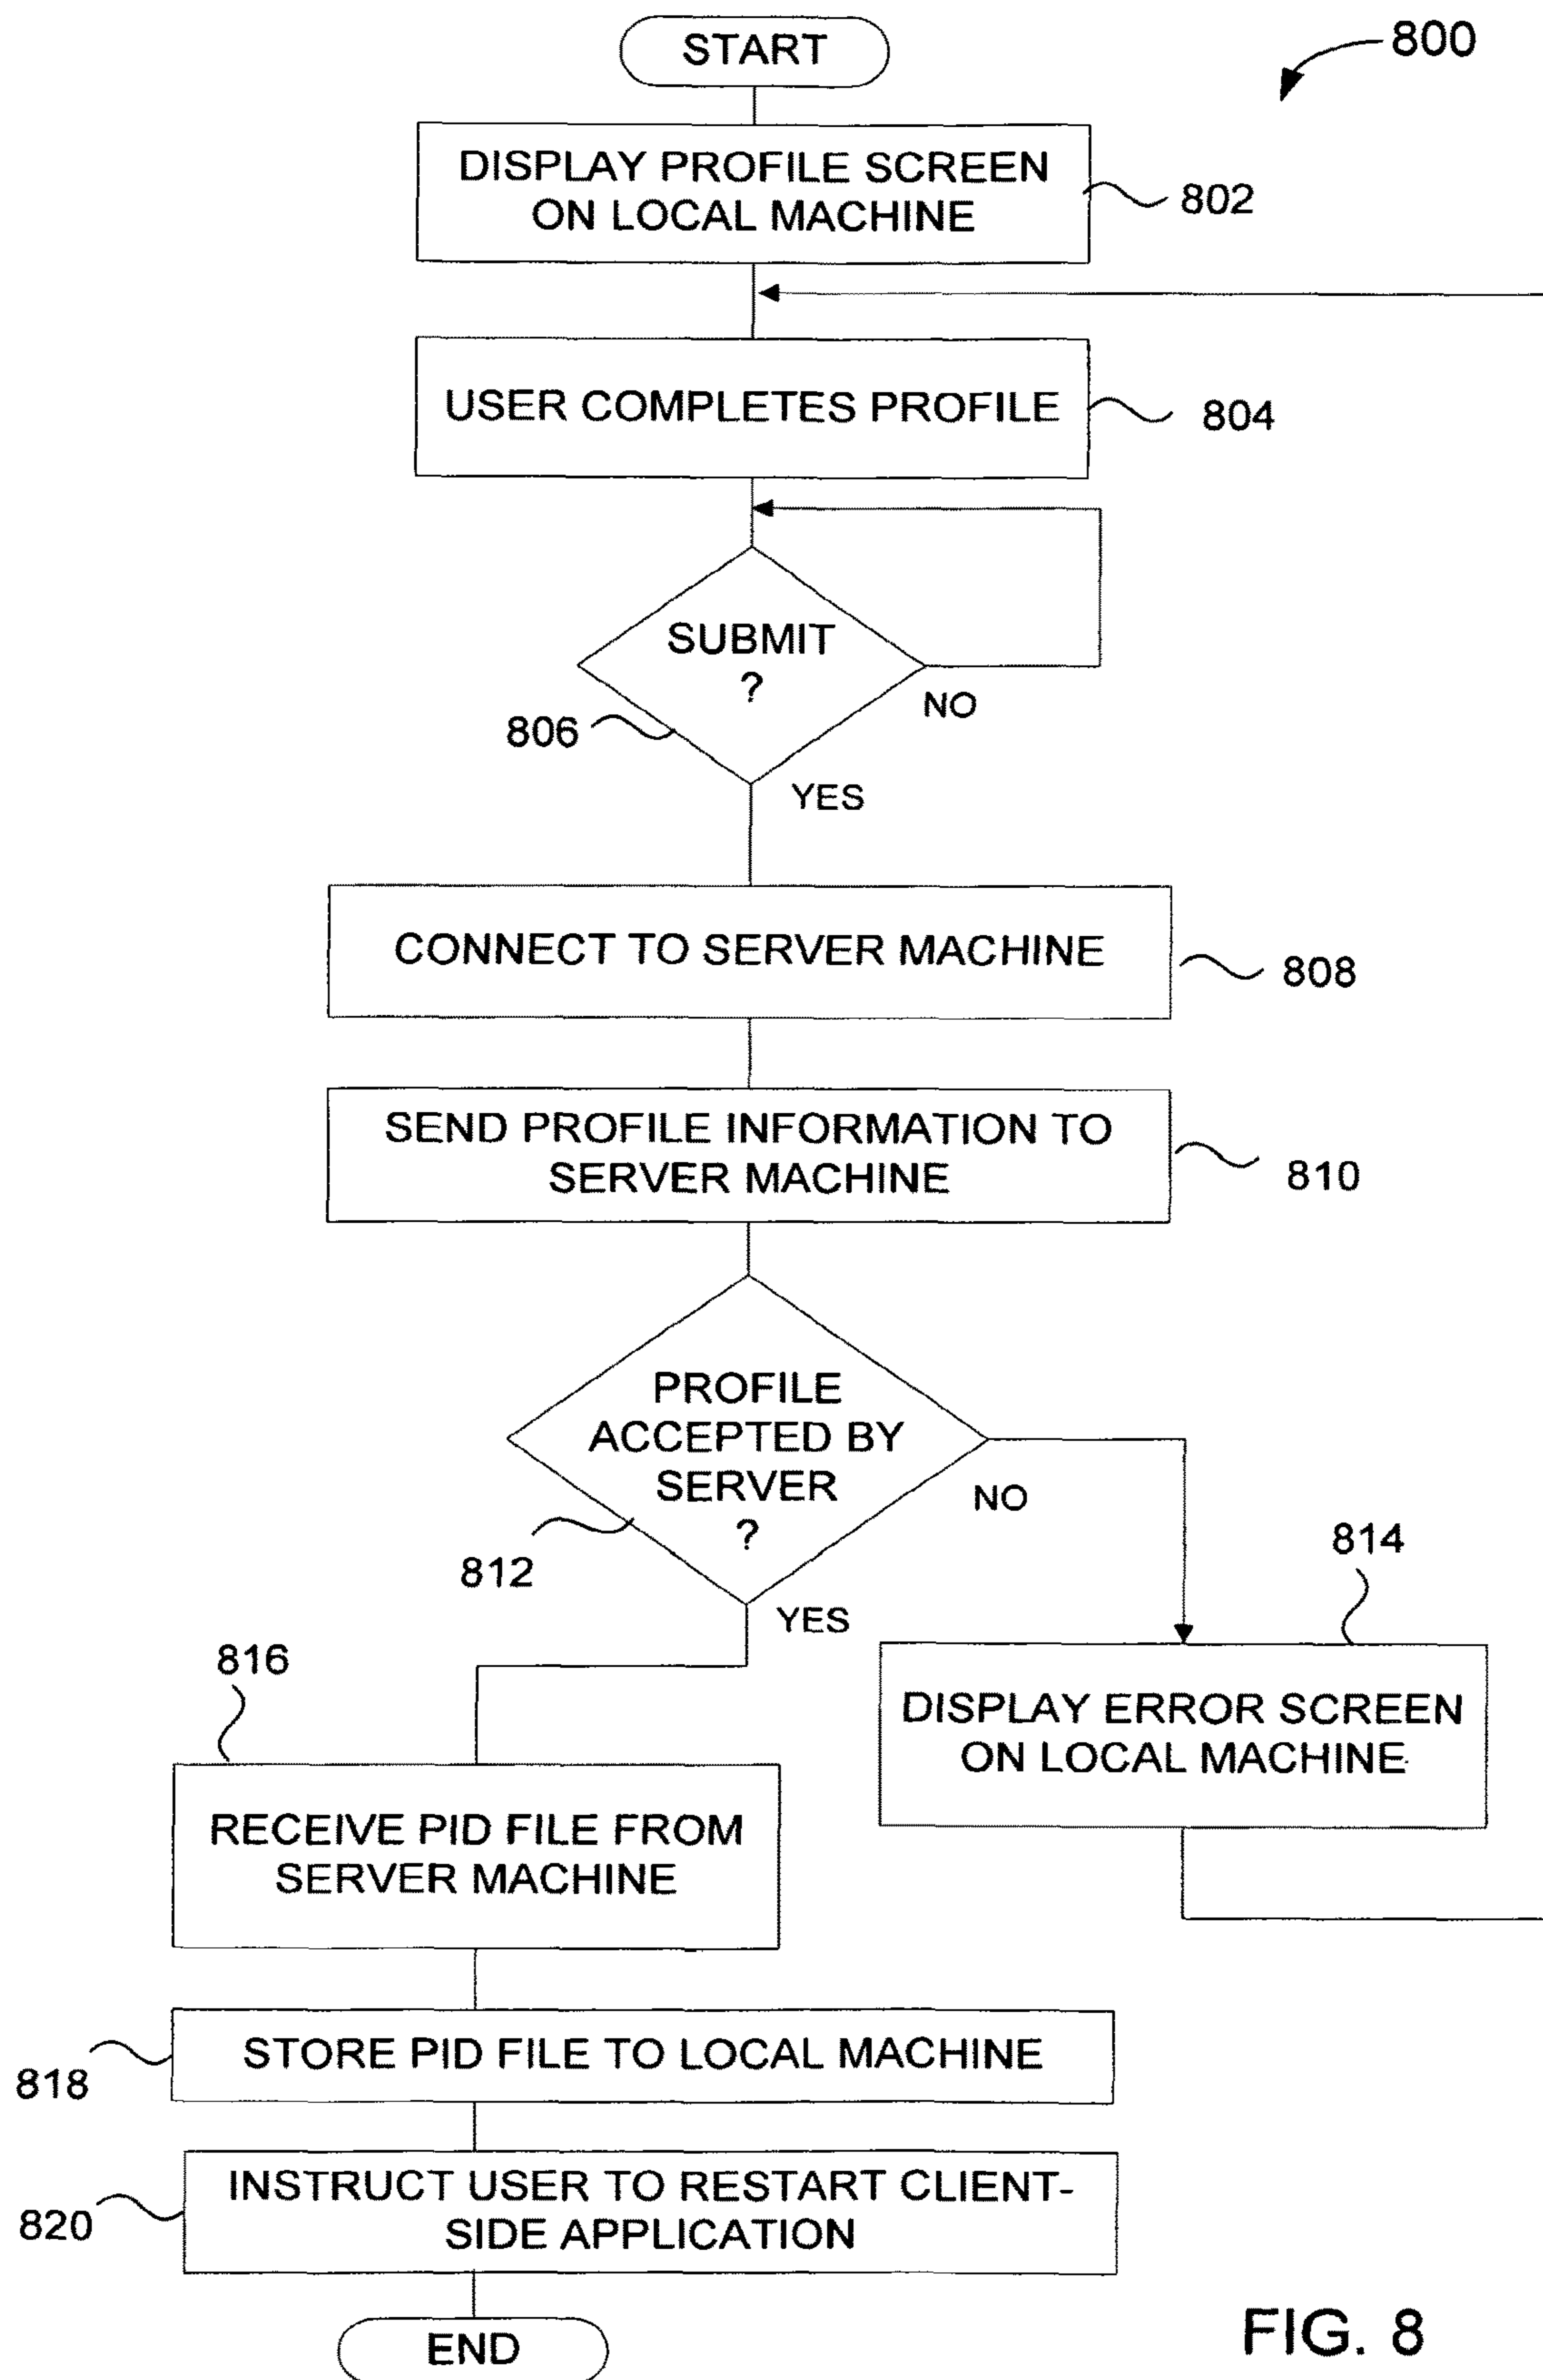 START
800
DISPLAY PROFILE SCREEN
ON LOCAL MACHINE
802
USER COMPLETES PROFILE
804
SUBMIT
?
NO
806
YES
CONNECT TO SERVER MACHINE
808
SEND PROFILE INFORMATION TO
SERVER MACHINE
810
PROFILE
ACCEPTED BY
SERVER
?
NO
812
YES
814
816
DISPLAY ERROR SCREEN
ON LOCAL MACHINE
RECEIVE PID FILE FROM
SERVER MACHINE
STORE PID FILE TO LOCAL MACHINE
818
INSTRUCT USER TO RESTART CLIENT-
SIDE APPLICATION
820
END
FIG. 8